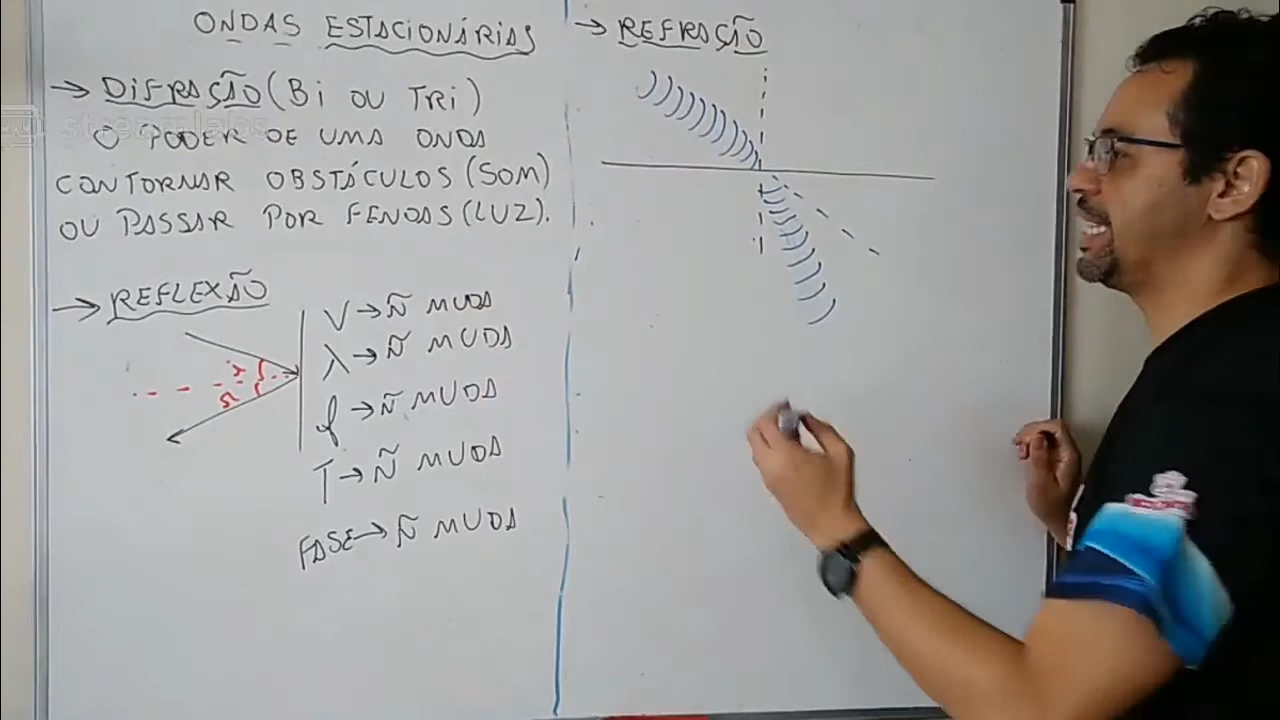 ONDAS ESTACIONÁRIAS
→ DIFRAÇÃO (Bi OU TRi)
O PODER DE UMA ONDA
CONTORNAR OBSTÁCULOS (SOM)
OU PASSAR POR FENDAS (LUZ).
→ REFLEXÃO
V → Ñ MUDA
λ → Ñ MUDA
f → Ñ MUDA
T → Ñ MUDA
FASE → Ñ MUDA
→ REFRAÇÃO
streamlabs